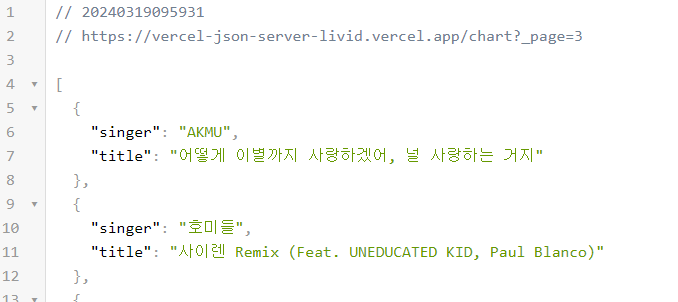 1 // 20240319095931
2 // https://vercel-json-server-livid.vercel.app/chart?_page=3
3
4 ▼ [
5 ▼ {
6 "singer": "AKMU",
7 "title": "어떻게 이별까지 사랑하겠어, 널 사랑하는 거지"
8 },
9 ▼ {
10 "singer": "호미들",
11 "title": "사이렌 Remix (Feat. UNEDUCATED KID, Paul Blanco)"
12 },
13 ▼ {